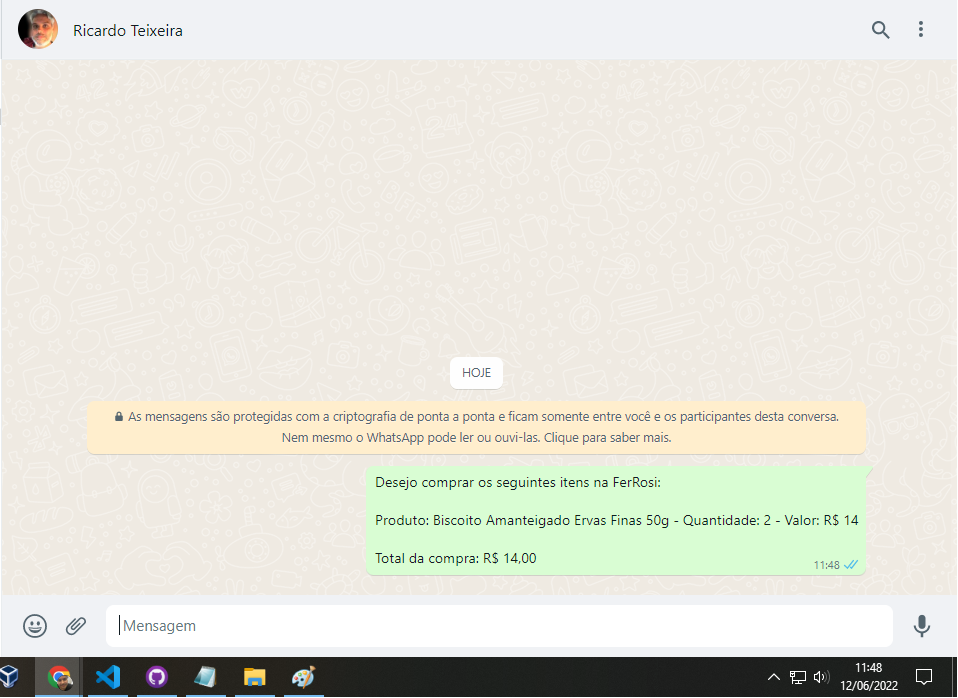 Ricardo Teixeira
HOJE
As mensagens são protegidas com a criptografia de ponta a ponta e ficam somente entre você e os participantes desta conversa.
Nem mesmo o WhatsApp pode ler ou ouvi-las. Clique para saber mais.
Desejo comprar os seguintes itens na FerRosi:
Produto: Biscoito Amanteigado Ervas Finas 50g - Quantidade: 2 - Valor: R$ 14
Total da compra: R$ 14,00
11:48
Mensagem
11:48
12/06/2022